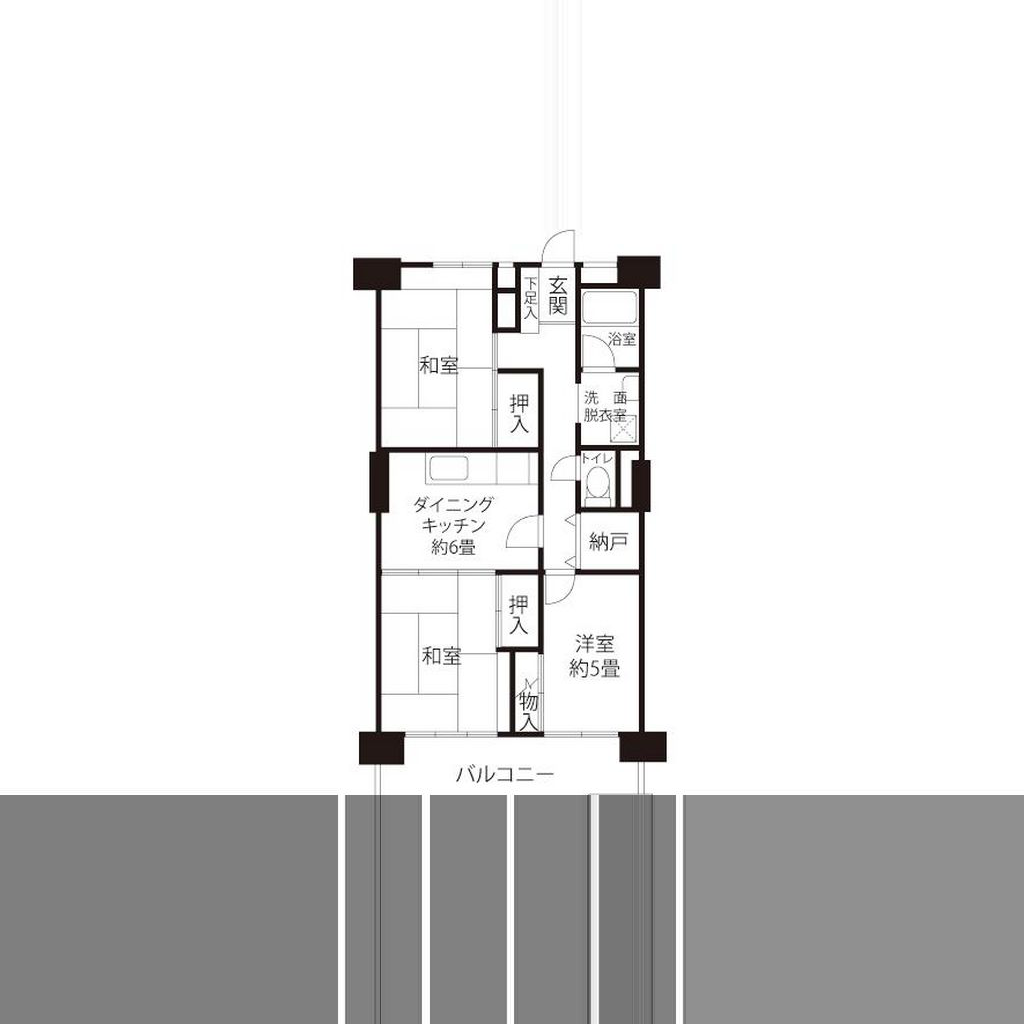 下足入
玄関
浴室
和室
押入
洗 面
脱衣室
トイレ
ダイニング
キッチン
約6畳
納戸
押入
和室
洋室
約5畳
物入
バルコニー